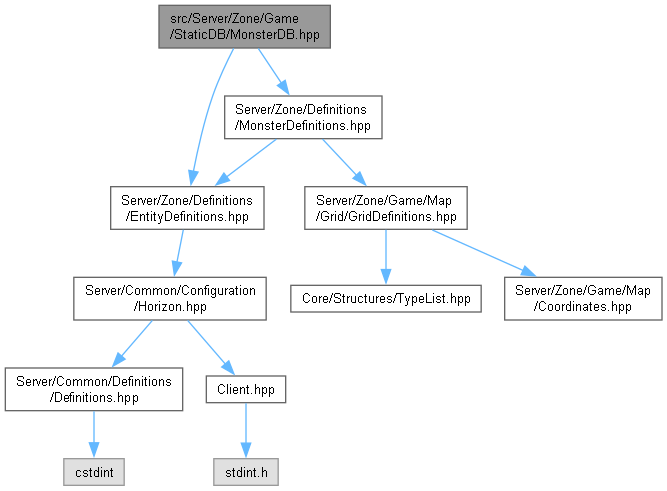 src/Server/Zone/Game
/StaticDB/MonsterDB.hpp
Server/Zone/Definitions
/MonsterDefinitions.hpp
Server/Zone/Definitions
/EntityDefinitions.hpp
Server/Zone/Game/Map
/Grid/GridDefinitions.hpp
Server/Common/Configuration
/Horizon.hpp
Core/Structures/TypeList.hpp
Server/Zone/Game/Map
/Coordinates.hpp
Server/Common/Definitions
/Definitions.hpp
Client.hpp
cstdint
stdint.h